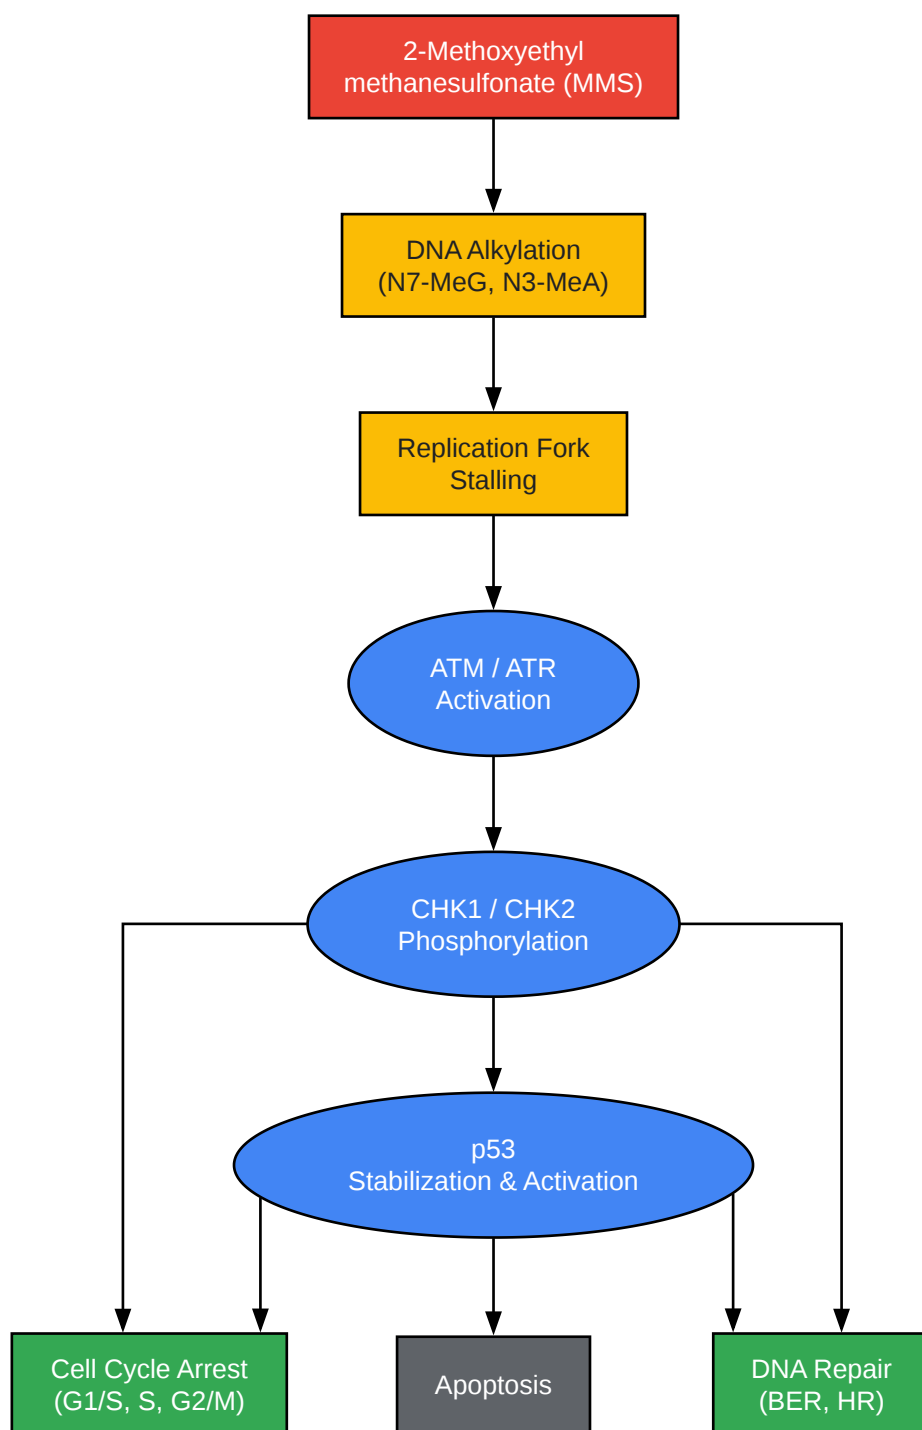 2-Methoxyethyl
methanesulfonate (MMS)
DNA Alkylation
(N7-MeG, N3-MeA)
Replication Fork
Stalling
ATM / ATR
Activation
CHK1 / CHK2
Phosphorylation
p53
Stabilization & Activation
Cell Cycle Arrest
(G1/S, S, G2/M)
Apoptosis
DNA Repair
(BER, HR)